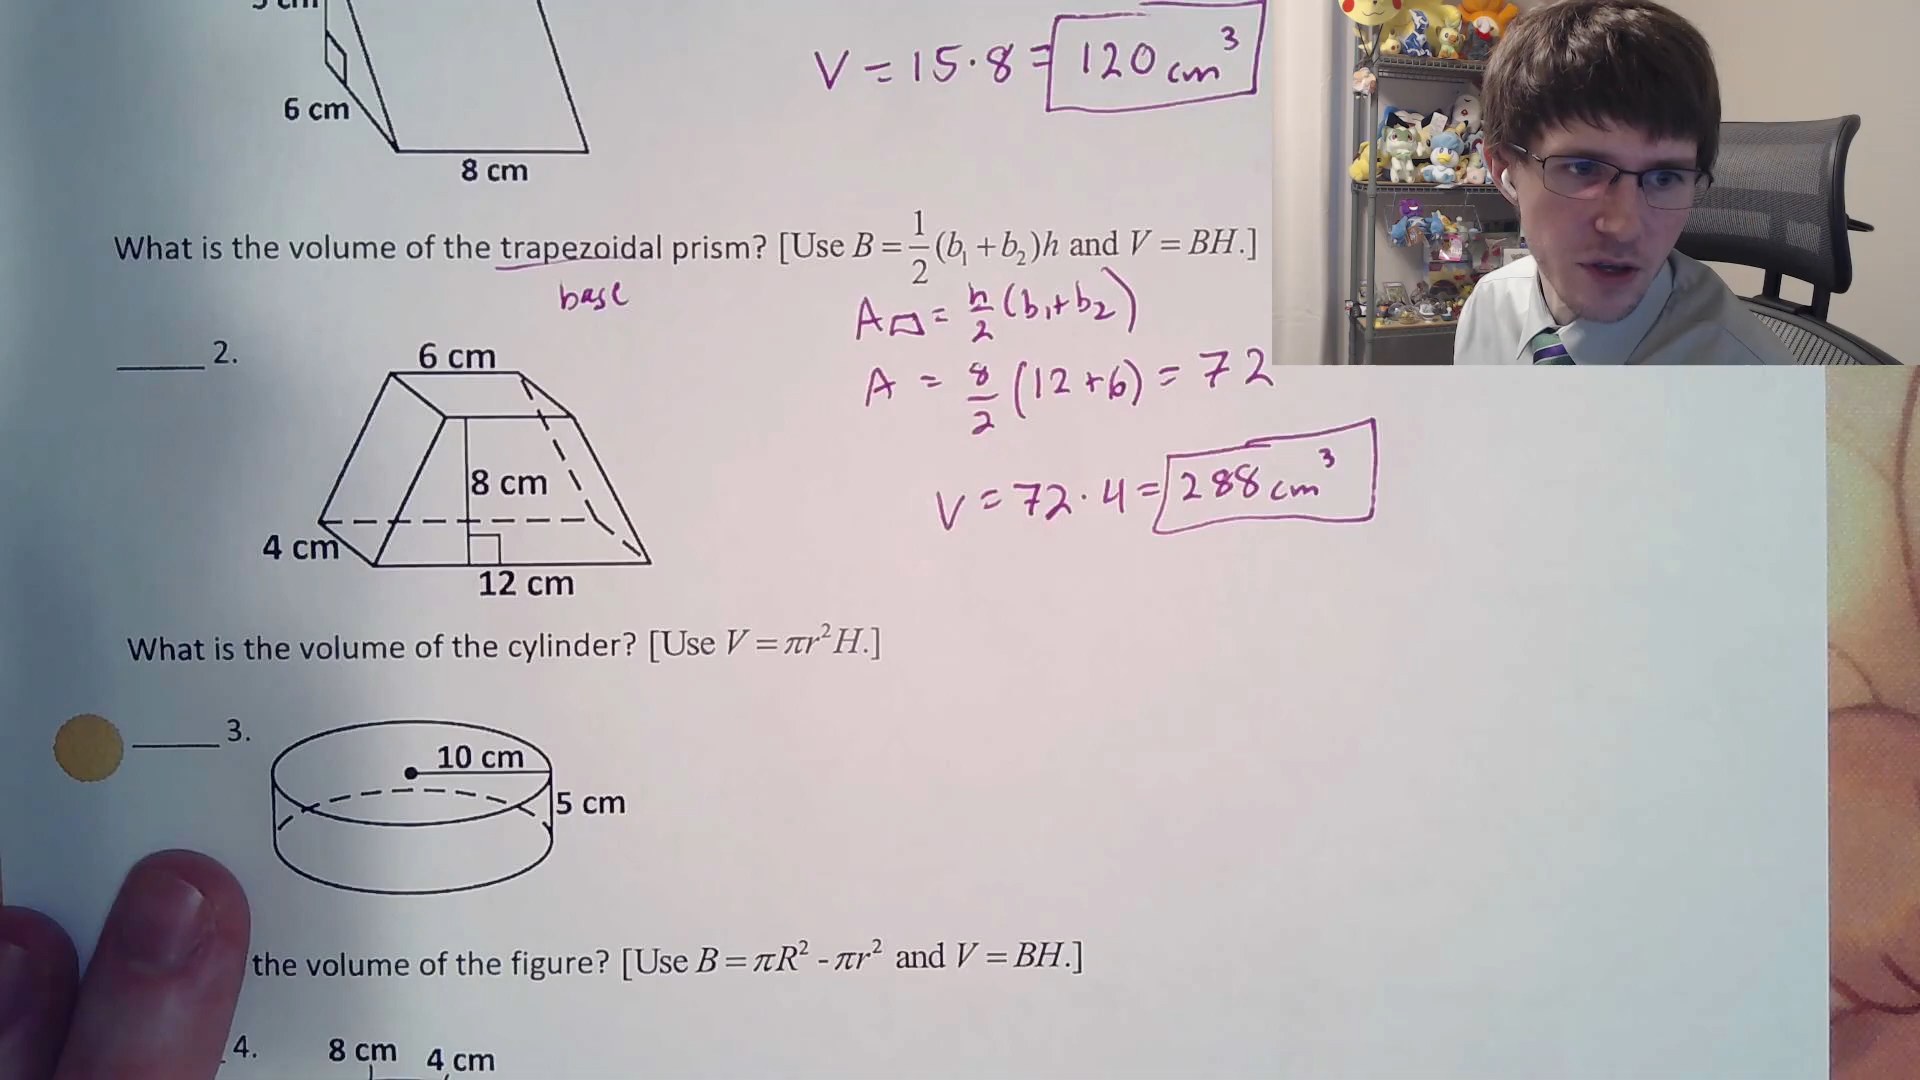 6 cm
8 cm
V = 15 · 8 = 120 cm³
What is the volume of the trapezoidal prism? [Use B = 1/2 (b₁ + b₂)h and V = BH.]
base
A▱ = h/2 (b₁+b₂)
A = 8/2 (12+6) = 72
V = 72 · 4 = 288 cm³
2.
6 cm
8 cm
4 cm
12 cm
What is the volume of the cylinder? [Use V = πr²H.]
3.
10 cm
5 cm
the volume of the figure? [Use B = πR² - πr² and V = BH.]
4.
8 cm 4 cm